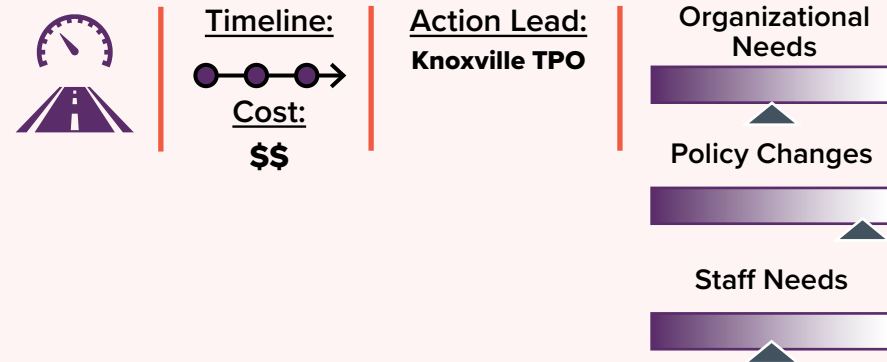 Timeline:
Cost:
$$
Action Lead:
Knoxville TPO
Organizational
Needs
Policy Changes
Staff Needs